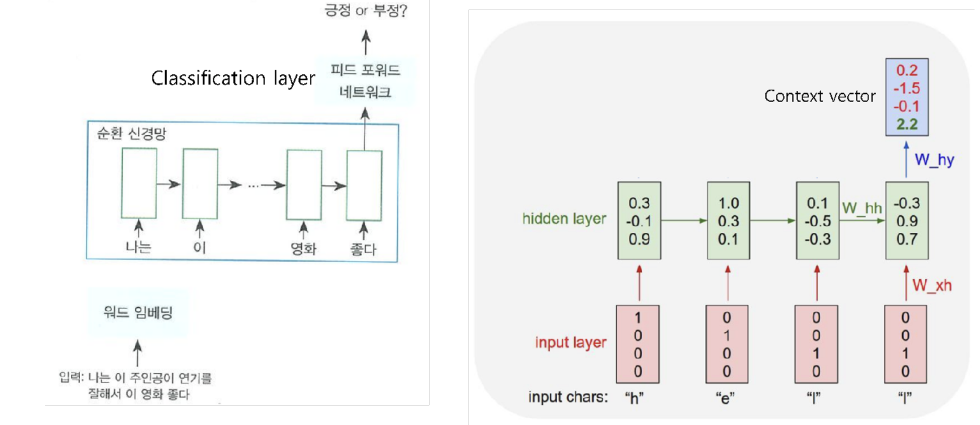 긍정 or 부정?
Classification layer
피드 포워드
네트워크
순환 신경망
...
나는 이 영화 좋다
워드 임베딩
입력: 나는 이 주인공이 연기를
잘해서 이 영화 좋다
Context vector
0.2
-1.5
-0.1
2.2
W_hy
hidden layer
0.3
-0.1
0.9
1.0
0.3
0.1
0.1
-0.5
-0.3
W_hh
-0.3
0.9
0.7
W_xh
input layer
1
0
0
0
0
1
0
0
0
0
1
0
0
0
1
0
input chars: “h” “e” “l” “l”